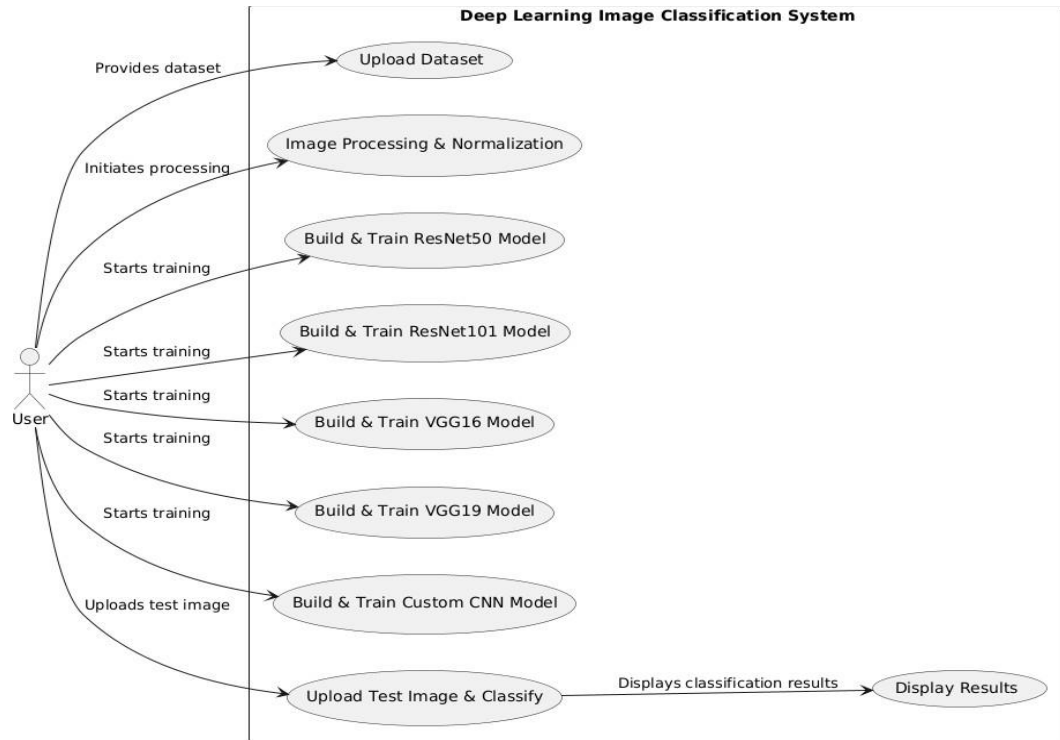 Deep Learning Image Classification System
Provides dataset
Upload Dataset
Initiates processing
Image Processing & Normalization
Starts training
Build & Train ResNet50 Model
Starts training
Build & Train ResNet101 Model
Starts training
Build & Train VGG16 Model
User
Starts training
Build & Train VGG19 Model
Starts training
Build & Train Custom CNN Model
Uploads test image
Upload Test Image & Classify
Displays classification results
Display Results